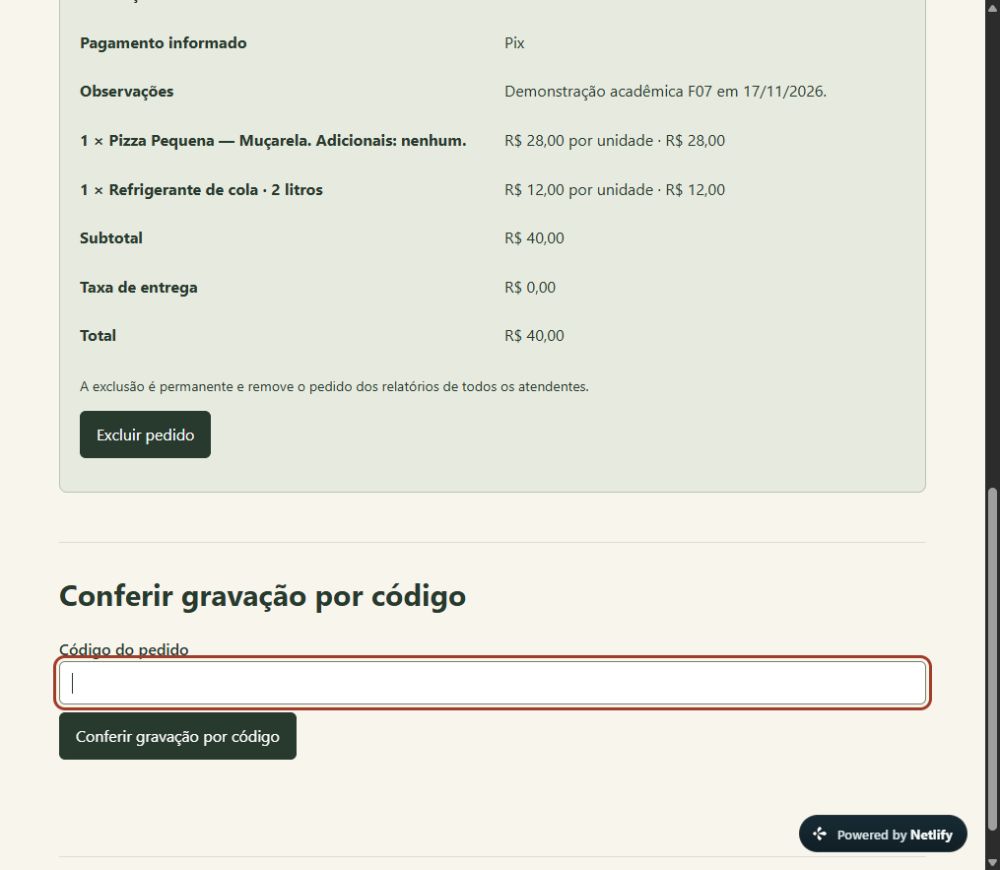 Pagamento informado Pix
Observações Demonstração acadêmica F07 em 17/11/2026.
1 × Pizza Pequena — Muçarela. Adicionais: nenhum. R$ 28,00 por unidade · R$ 28,00
1 × Refrigerante de cola · 2 litros R$ 12,00 por unidade · R$ 12,00
Subtotal R$ 40,00
Taxa de entrega R$ 0,00
Total R$ 40,00
A exclusão é permanente e remove o pedido dos relatórios de todos os atendentes.
Excluir pedido
Conferir gravação por código
Código do pedido
Conferir gravação por código
Powered by Netlify